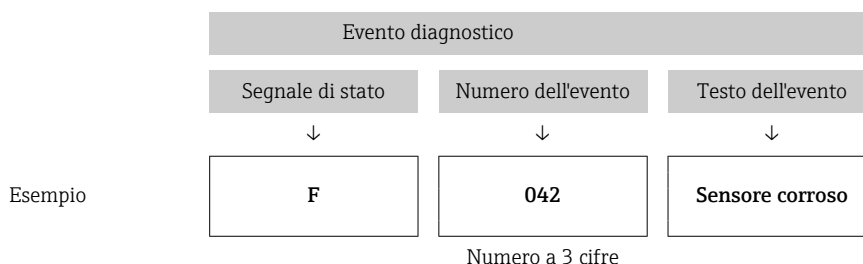 Evento diagnostico
Segnale di stato Numero dell'evento Testo dell'evento
↓ ↓ ↓
Esempio F 042 Sensore corroso
Numero a 3 cifre